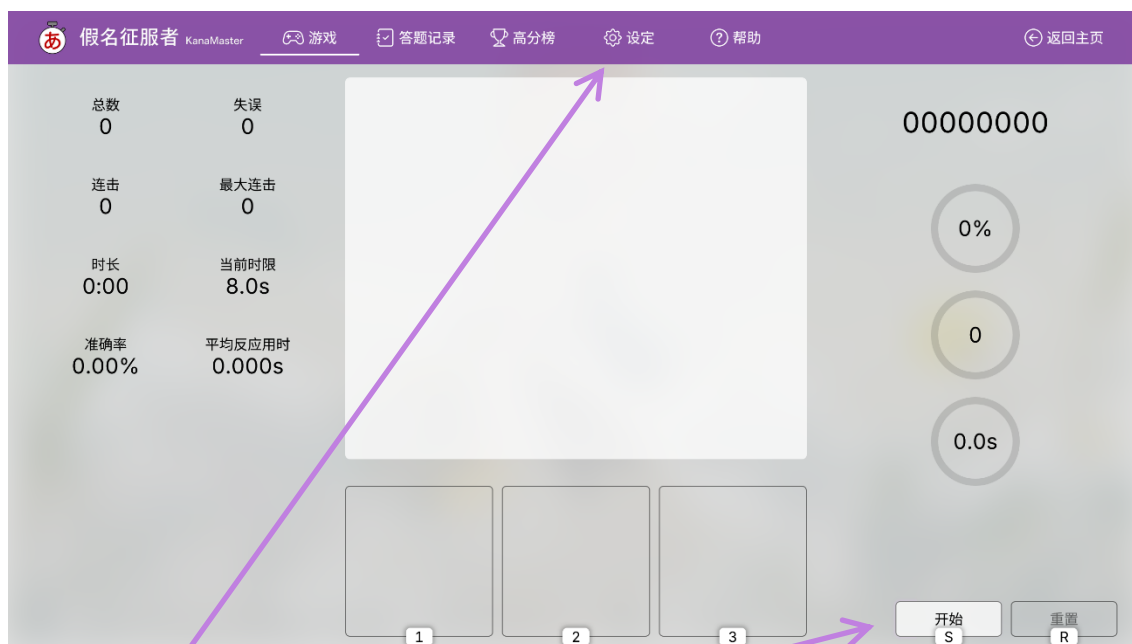 あ 假名征服者 KanaMaster 游戏 答题记录 高分榜 设定 ? 帮助 返回主页
总数 失误
0 0
00000000
连击 最大连击
0 0
0%
时长 当前时限
0:00 8.0s
0
准确率 平均反应用时
0.00% 0.000s
0.0s
开始 重置
1 2 3 S R